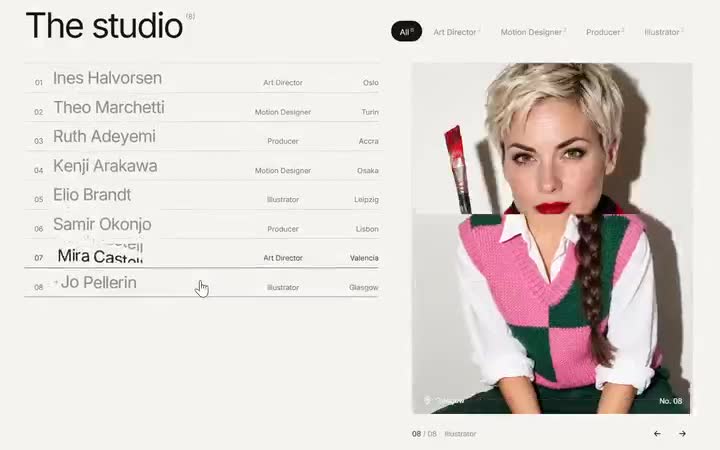 The studio (8)
All 8 Art Director Motion Designer 2 Producer 2 Illustrator 2
01 Ines Halvorsen Art Director Oslo
02 Theo Marchetti Motion Designer Turin
03 Ruth Adeyemi Producer Accra
04 Kenji Arakawa Motion Designer Osaka
05 Elio Brandt Illustrator Leipzig
06 Samir Okonjo Producer Lisbon
07 Mira Castell Art Director Valencia
08 Jo Pellerin Illustrator Glasgow
Glasgow No. 08
08 / 08 Illustrator